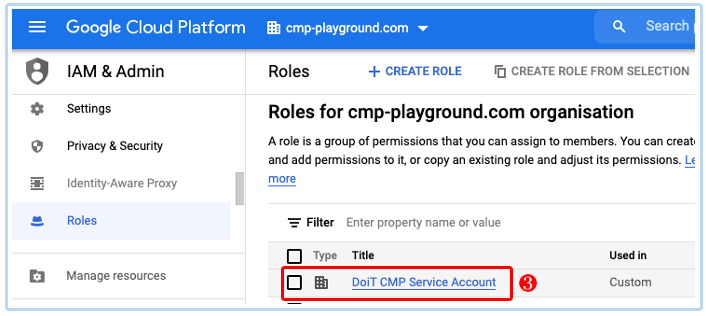 Google Cloud Platform
cmp-playground.com
Search
IAM & Admin
Roles
CREATE ROLE
CREATE ROLE FROM SELECTION
Settings
Privacy & Security
Identity-Aware Proxy
Roles
Manage resources
Roles for cmp-playground.com organisation
A role is a group of permissions that you can assign to members. You can create
and add permissions to it, or copy an existing role and adjust its permissions. Le
more
Filter Enter property name or value
Type Title Used in
DoiT CMP Service Account Custom
3